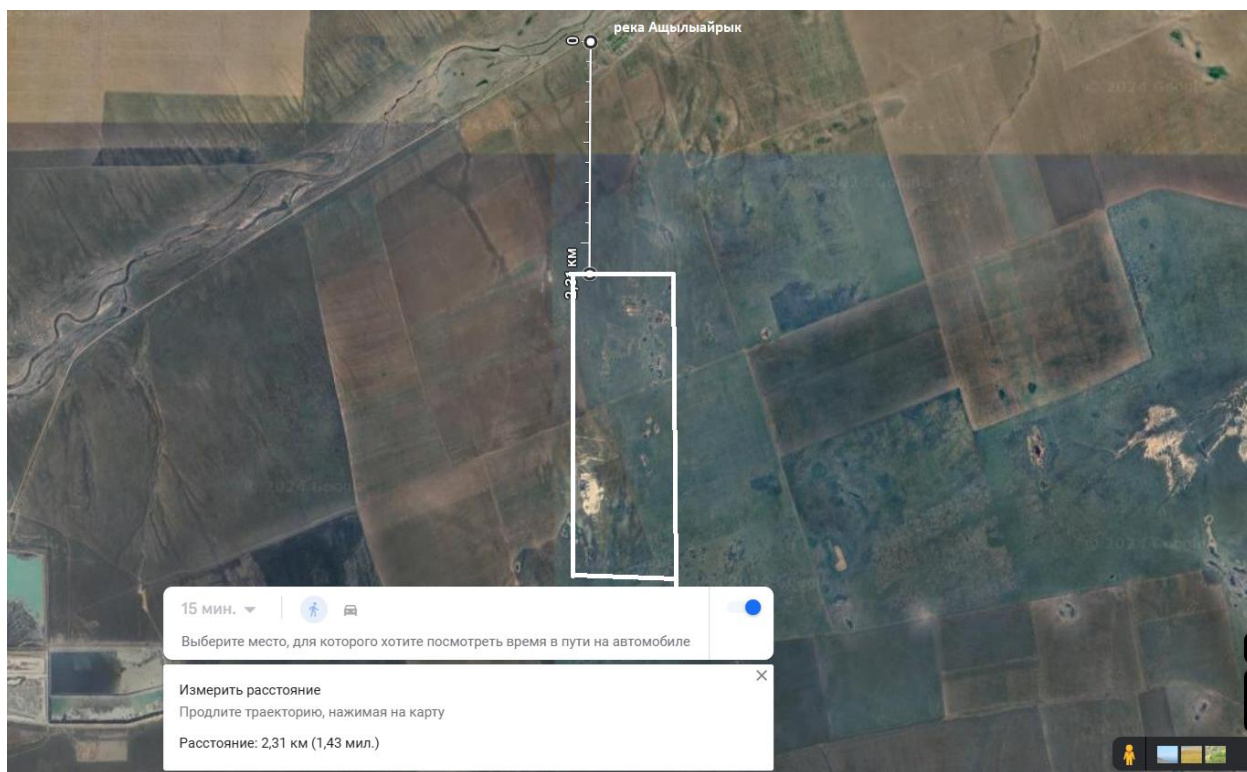 река Ащылыайрык
0
2,31 км
15 мин.
Выберите место, для которого хотите посмотреть время в пути на автомобиле
Измерить расстояние
Продлите траекторию, нажимая на карту
Расстояние: 2,31 км (1,43 мил.)